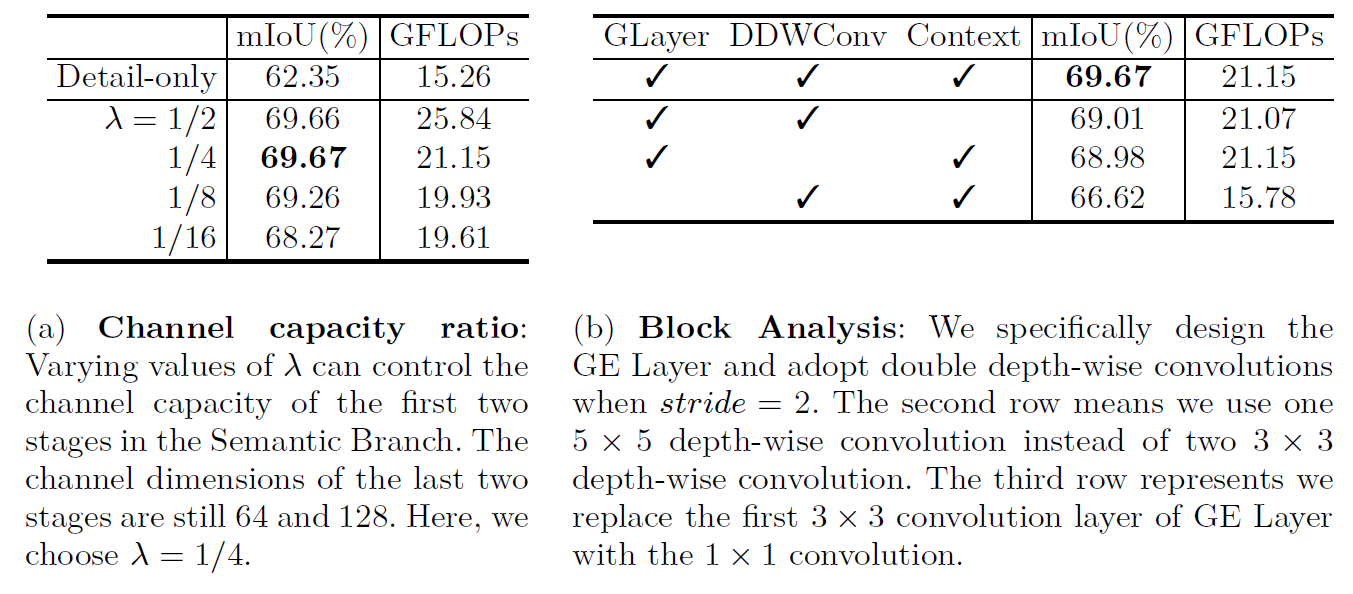 mIoU(%) GFLOPs
Detail-only 62.35 15.26
λ = 1/2 69.66 25.84
1/4 69.67 21.15
1/8 69.26 19.93
1/16 68.27 19.61
(a) Channel capacity ratio:
Varying values of λ can control the
channel capacity of the first two
stages in the Semantic Branch. The
channel dimensions of the last two
stages are still 64 and 128. Here, we
choose λ = 1/4.
GLayer DDWConv Context mIoU(%) GFLOPs
✓ ✓ ✓ 69.67 21.15
✓ ✓ 69.01 21.07
✓ ✓ 68.98 21.15
✓ ✓ 66.62 15.78
(b) Block Analysis: We specifically design the
GE Layer and adopt double depth-wise convolutions
when stride = 2. The second row means we use one
5 × 5 depth-wise convolution instead of two 3 × 3
depth-wise convolution. The third row represents we
replace the first 3 × 3 convolution layer of GE Layer
with the 1 × 1 convolution.